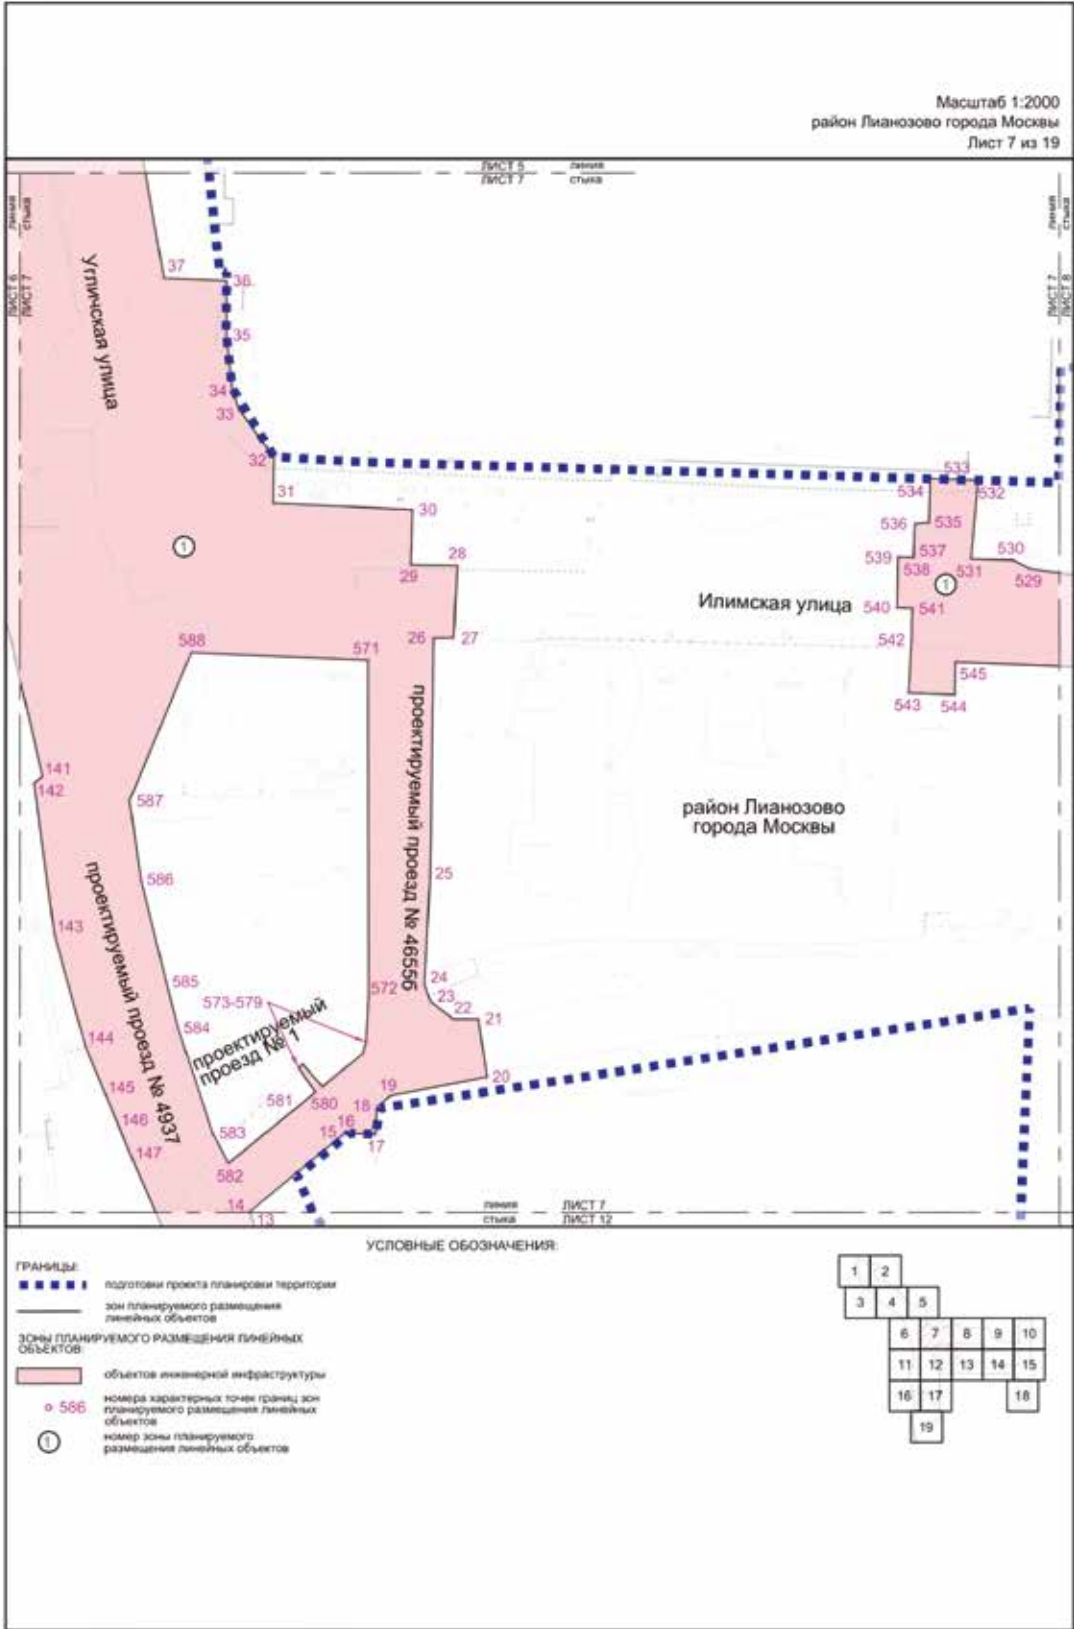 Масштаб 1:2000
район Лианозово города Москвы
Лист 7 из 19
ЛИСТ 5
линия
ЛИСТ 7
стыка
линия
стыка
ЛИСТ 6
ЛИСТ 7
линия
стыка
ЛИСТ 7
ЛИСТ 8
37
36
Угличская улица
35
34
33
32
31
30
533
534
532
536
535
1
28
29
539
537
538
530
531
529
1
Илимская улица
540
541
542
588
571
26
27
545
543
544
проектируемый проезд № 46556
141
142
587
район Лианозово
города Москвы
586
25
143
проектируемый проезд № 4937
585
572
24
573-579
23
22
21
584
144
проектируемый
проезд № 1
145
581
580
19
20
18
146
583
16
15
17
147
582
14
13
линия
ЛИСТ 7
стыка
ЛИСТ 12
УСЛОВНЫЕ ОБОЗНАЧЕНИЯ:
ГРАНИЦЫ:
подготовки проекта планировки территории
зон планируемого размещения
линейных объектов
ЗОНЫ ПЛАНИРУЕМОГО РАЗМЕЩЕНИЯ ЛИНЕЙНЫХ
ОБЪЕКТОВ:
объектов инженерной инфраструктуры
586
номера характерных точек границ зон
планируемого размещения линейных
объектов
1
номер зоны планируемого
размещения линейных объектов
1 2
3 4 5
6 7 8 9 10
11 12 13 14 15
16 17 18
19